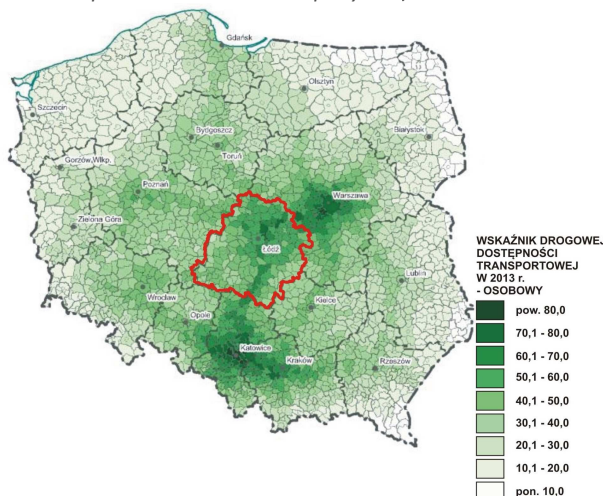 Gdańsk
Olsztyn
Szczecin
Bydgoszcz
Białystok
Toruń
Gorzów Wlkp.
Poznań
Warszawa
Zielona Góra
Łódź
Lublin
Wrocław
Kielce
Opole
Katowice
Kraków
Rzeszów
WSKAŹNIK DROGOWEJ
DOSTĘPNOŚCI
TRANSPORTOWEJ
W 2013 r.
- OSOBOWY
pow. 80,0
70,1 - 80,0
60,1 - 70,0
50,1 - 60,0
40,1 - 50,0
30,1 - 40,0
20,1 - 30,0
10,1 - 20,0
pon. 10,0